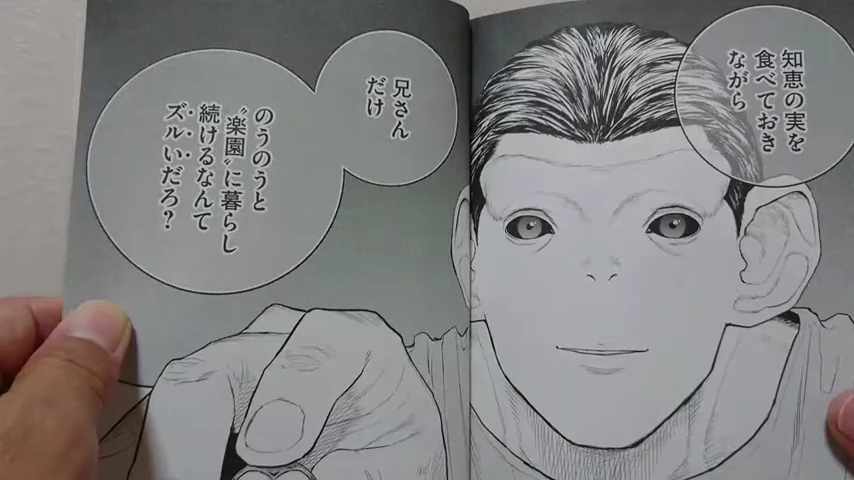 知恵の実を
食べておき
ながら
兄さん
だけ
のうのうと
〝楽園〟に暮らし
続けるなんて
ズルいだろ?